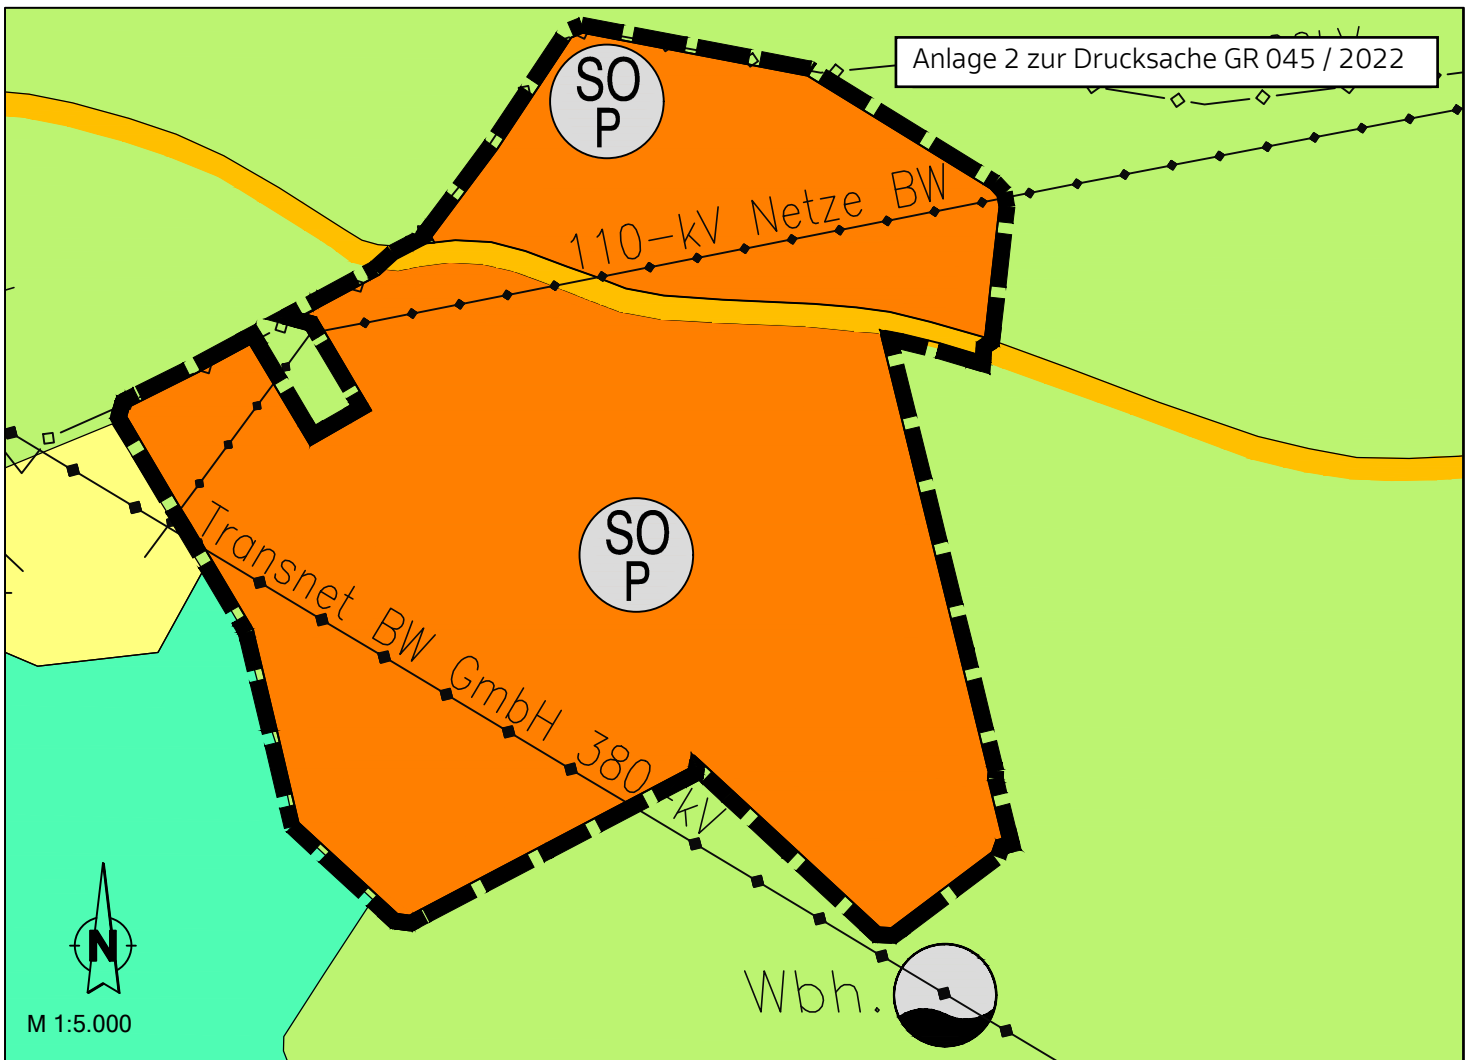 Anlage 2 zur Drucksache GR 045 / 2022
SO
P
110-kV Netze BW
SO
P
Transnet BW GmbH 380-kV
Wbh.
N
M 1:5.000